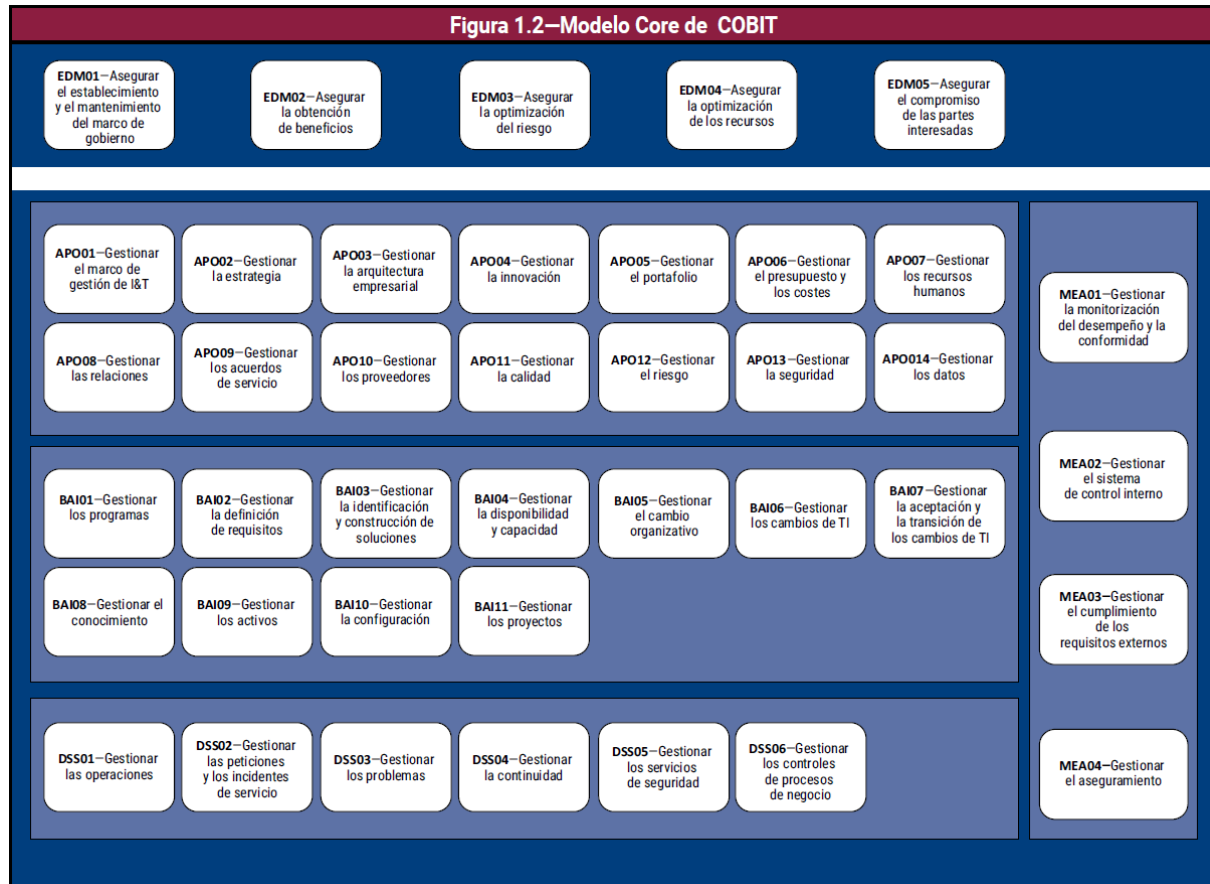 Figura 1.2—Modelo Core de COBIT
EDM01—Asegurar
el establecimiento
y el mantenimiento
del marco de
gobierno
EDM02—Asegurar
la obtención
de beneficios
EDM03—Asegurar
la optimización
del riesgo
EDM04—Asegurar
la optimización
de los recursos
EDM05—Asegurar
el compromiso
de las partes
interesadas
APO01—Gestionar
el marco de
gestión de I&T
APO02—Gestionar
la estrategia
APO03—Gestionar
la arquitectura
empresarial
APO04—Gestionar
la innovación
APO05—Gestionar
el portafolio
APO06—Gestionar
el presupuesto y
los costes
APO07—Gestionar
los recursos
humanos
APO08—Gestionar
las relaciones
APO09—Gestionar
los acuerdos
de servicio
APO10—Gestionar
los proveedores
APO11—Gestionar
la calidad
APO12—Gestionar
el riesgo
APO13—Gestionar
la seguridad
APO014—Gestionar
los datos
BAI01—Gestionar
los programas
BAI02—Gestionar
la definición
de requisitos
BAI03—Gestionar
la identificación
y construcción de
soluciones
BAI04—Gestionar
la disponibilidad
y capacidad
BAI05—Gestionar
el cambio
organizativo
BAI06—Gestionar
los cambios de TI
BAI07—Gestionar
la aceptación y
la transición de
los cambios de TI
BAI08—Gestionar el
conocimiento
BAI09—Gestionar
los activos
BAI10—Gestionar
la configuración
BAI11—Gestionar
los proyectos
DSS01—Gestionar
las operaciones
DSS02—Gestionar
las peticiones
y los incidentes
de servicio
DSS03—Gestionar
los problemas
DSS04—Gestionar
la continuidad
DSS05—Gestionar
los servicios
de seguridad
DSS06—Gestionar
los controles
de procesos
de negocio
MEA01—Gestionar
la monitorización
del desempeño y la
conformidad
MEA02—Gestionar
el sistema
de control interno
MEA03—Gestionar
el cumplimiento
de los
requisitos externos
MEA04—Gestionar
el aseguramiento